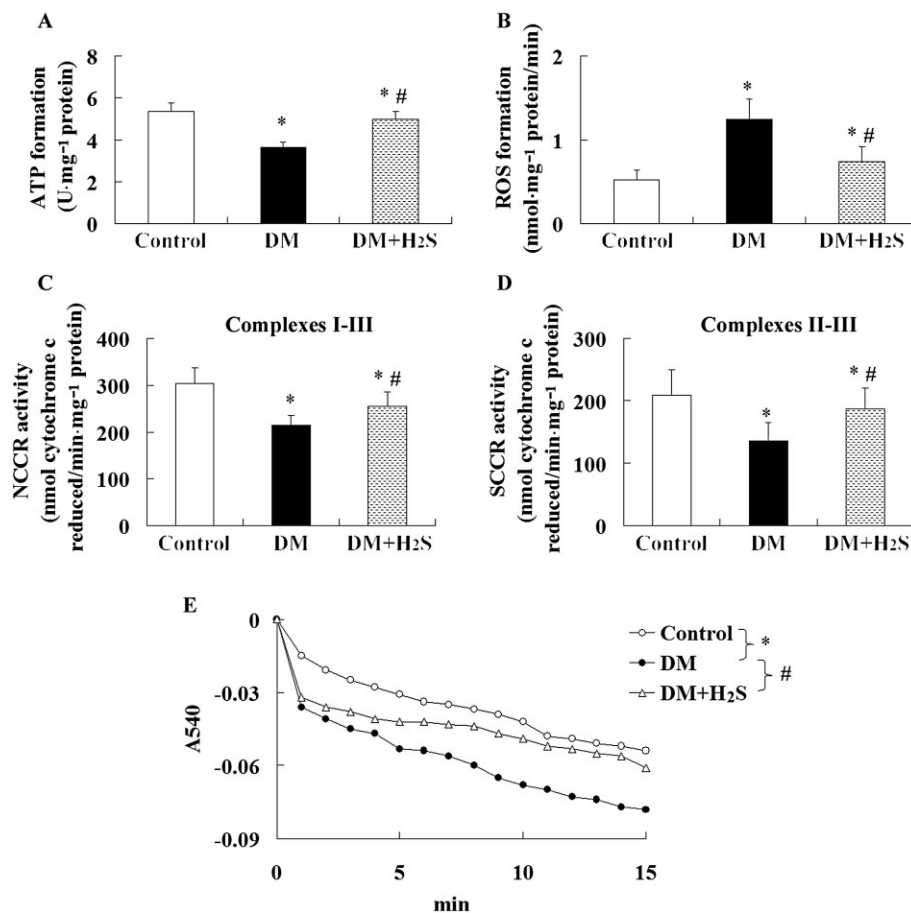 A
ATP formation
(U·mg⁻¹ protein)
8
6
4
2
0
*
* #
Control
DM
DM+H₂S
B
ROS formation
(nmol·mg⁻¹ protein/min)
2
1
0
*
* #
Control
DM
DM+H₂S
C
Complexes I-III
NCCR activity
(nmol cytochrome c
reduced/min·mg⁻¹ protein)
400
300
200
100
0
*
* #
Control
DM
DM+H₂S
D
Complexes II-III
SCCR activity
(nmol cytochrome c
reduced/min·mg⁻¹ protein)
300
200
100
0
*
* #
Control
DM
DM+H₂S
E
A540
0
-0.03
-0.06
-0.09
0
5
10
15
min
Control
*
DM
#
DM+H₂S